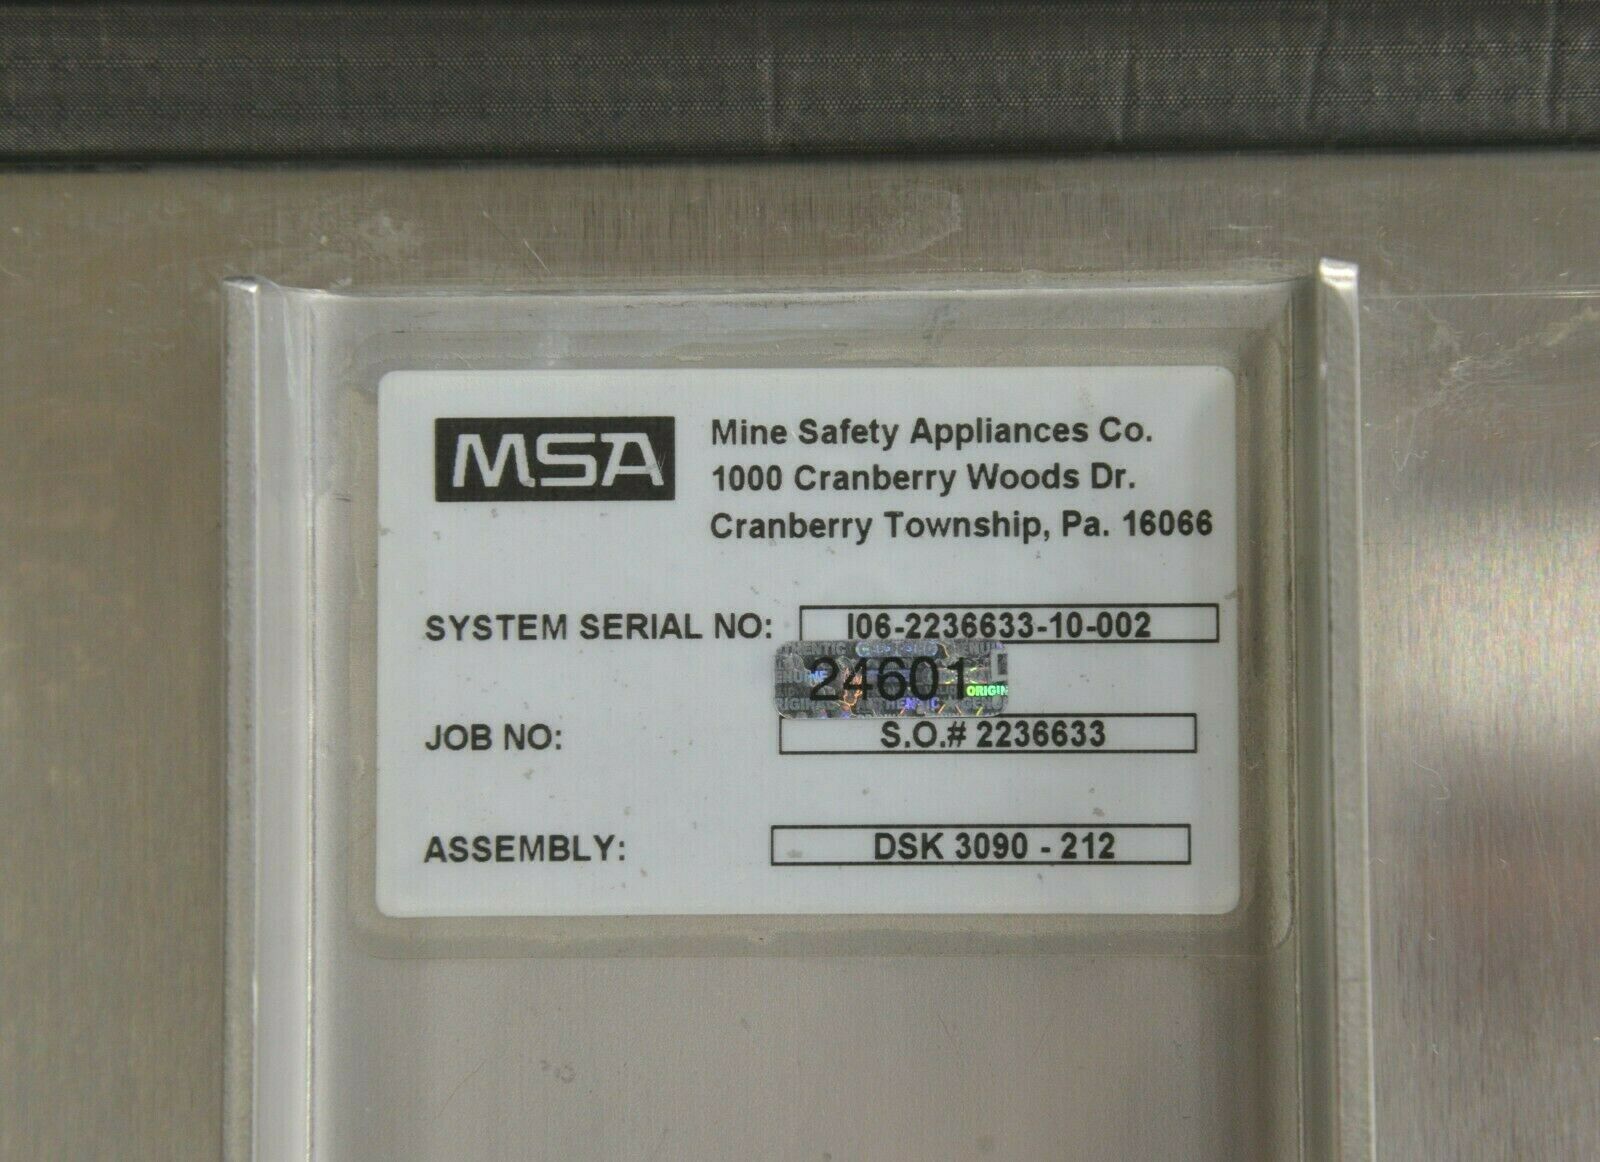 MSA
Mine Safety Appliances Co.
1000 Cranberry Woods Dr.
Cranberry Township, Pa. 16066
SYSTEM SERIAL NO: I06-2236633-10-002
24601
ORIGIN
JOB NO: S.O.# 2236633
ASSEMBLY: DSK 3090 - 212